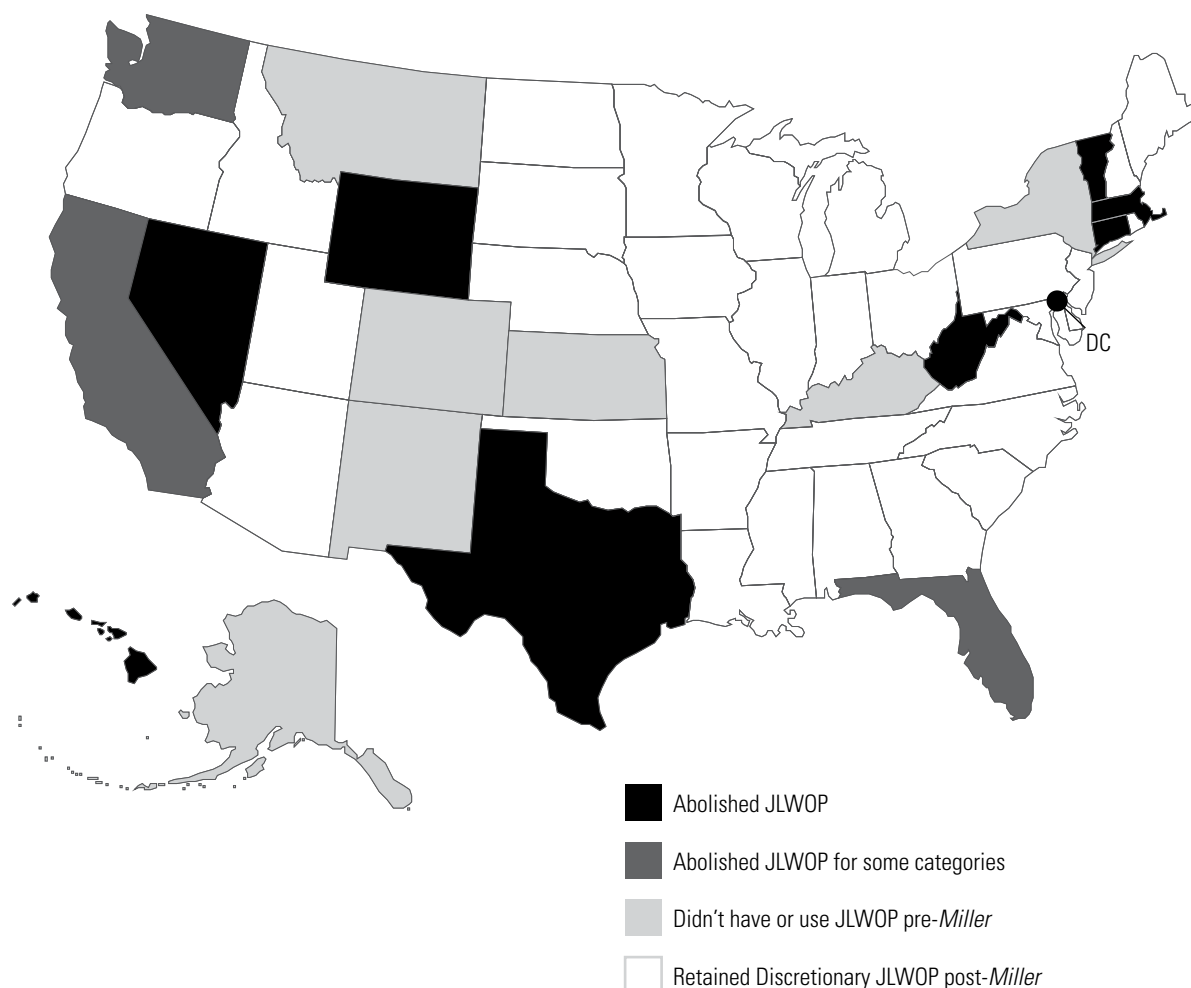 DC
Abolished JLWOP
Abolished JLWOP for some categories
Didn't have or use JLWOP pre-Miller
Retained Discretionary JLWOP post-Miller